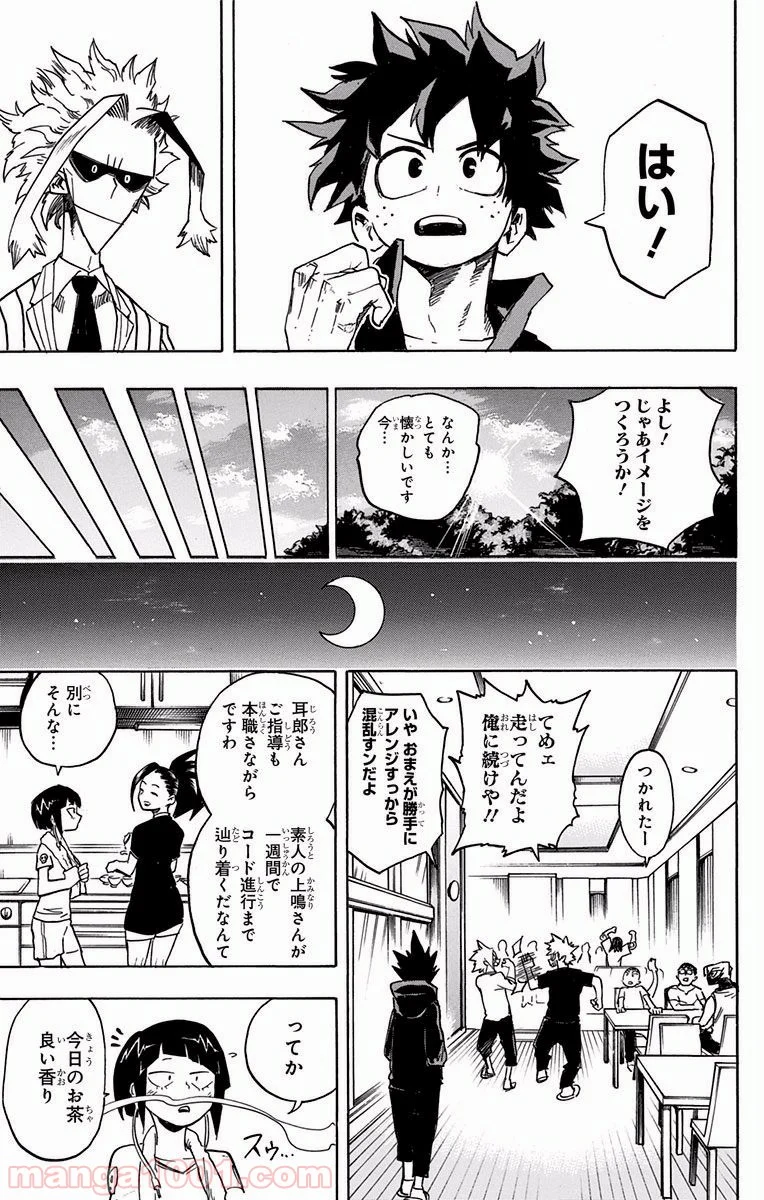 はい！
よし！
じゃあイメージを
つくろうか！
なんか…
とても
懐かしいです
今…
つかれたー
てめェ
走ってんだよ
俺に続けや!!
いや おまえが勝手に
アレンジすっから
混乱すンだよ
耳郎さん
ご指導も
本職さながら
ですわ
素人の上鳴さんが
一週間で
コード進行まで
辿り着くだなんて
別に
そんな…
ってか
今日のお茶
良い香り
スゥ…
manga1001.com